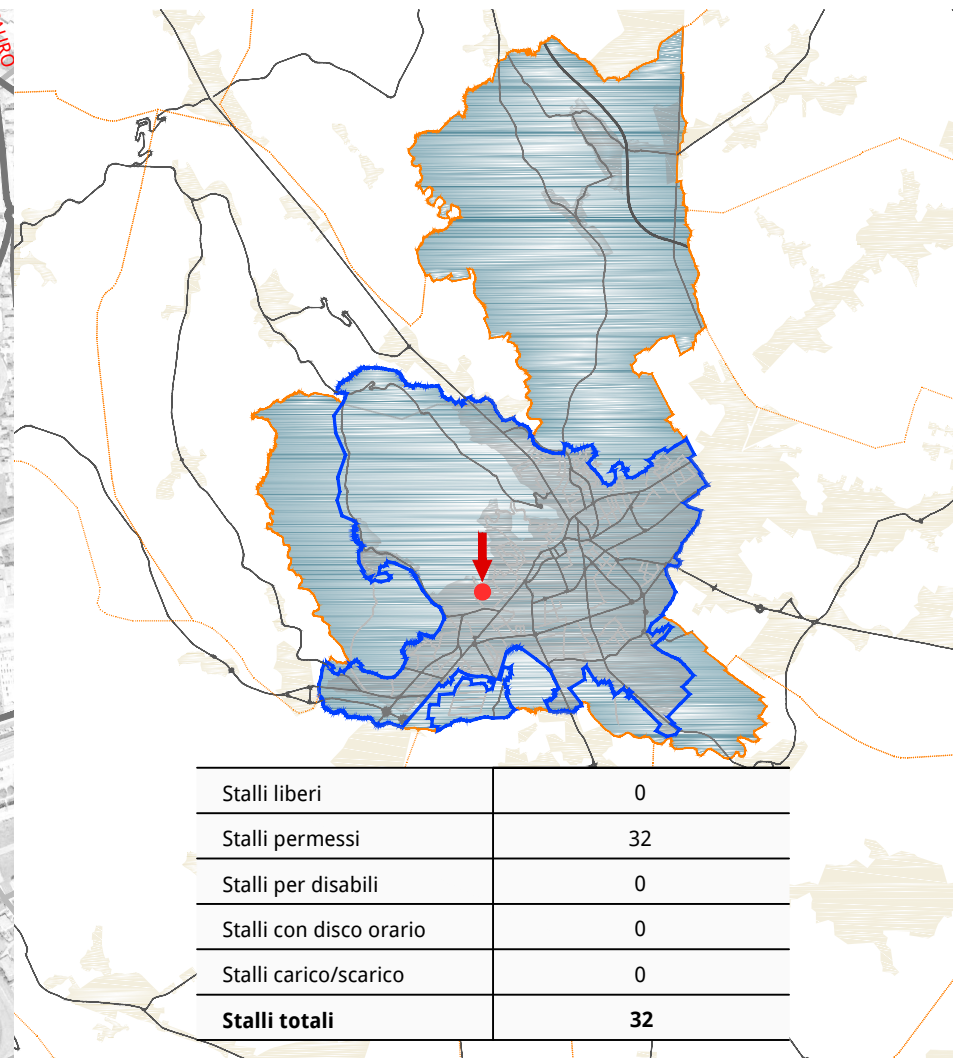 Stalli liberi 0
Stalli permessi 32
Stalli per disabili 0
Stalli con disco orario 0
Stalli carico/scarico 0
Stalli totali 32